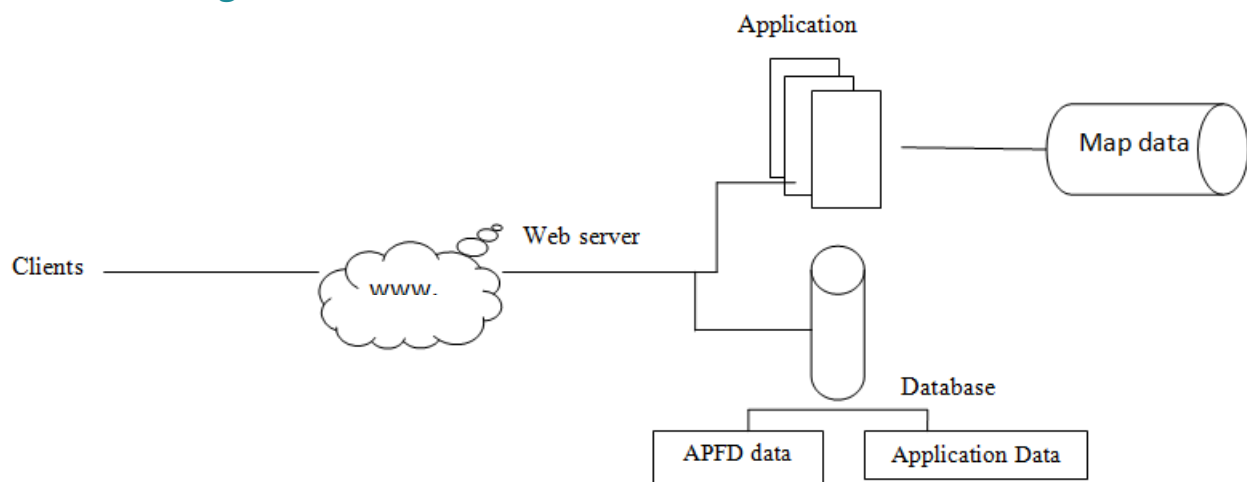 Application
Map data
Web server
Clients
www.
Database
APFD data
Application Data